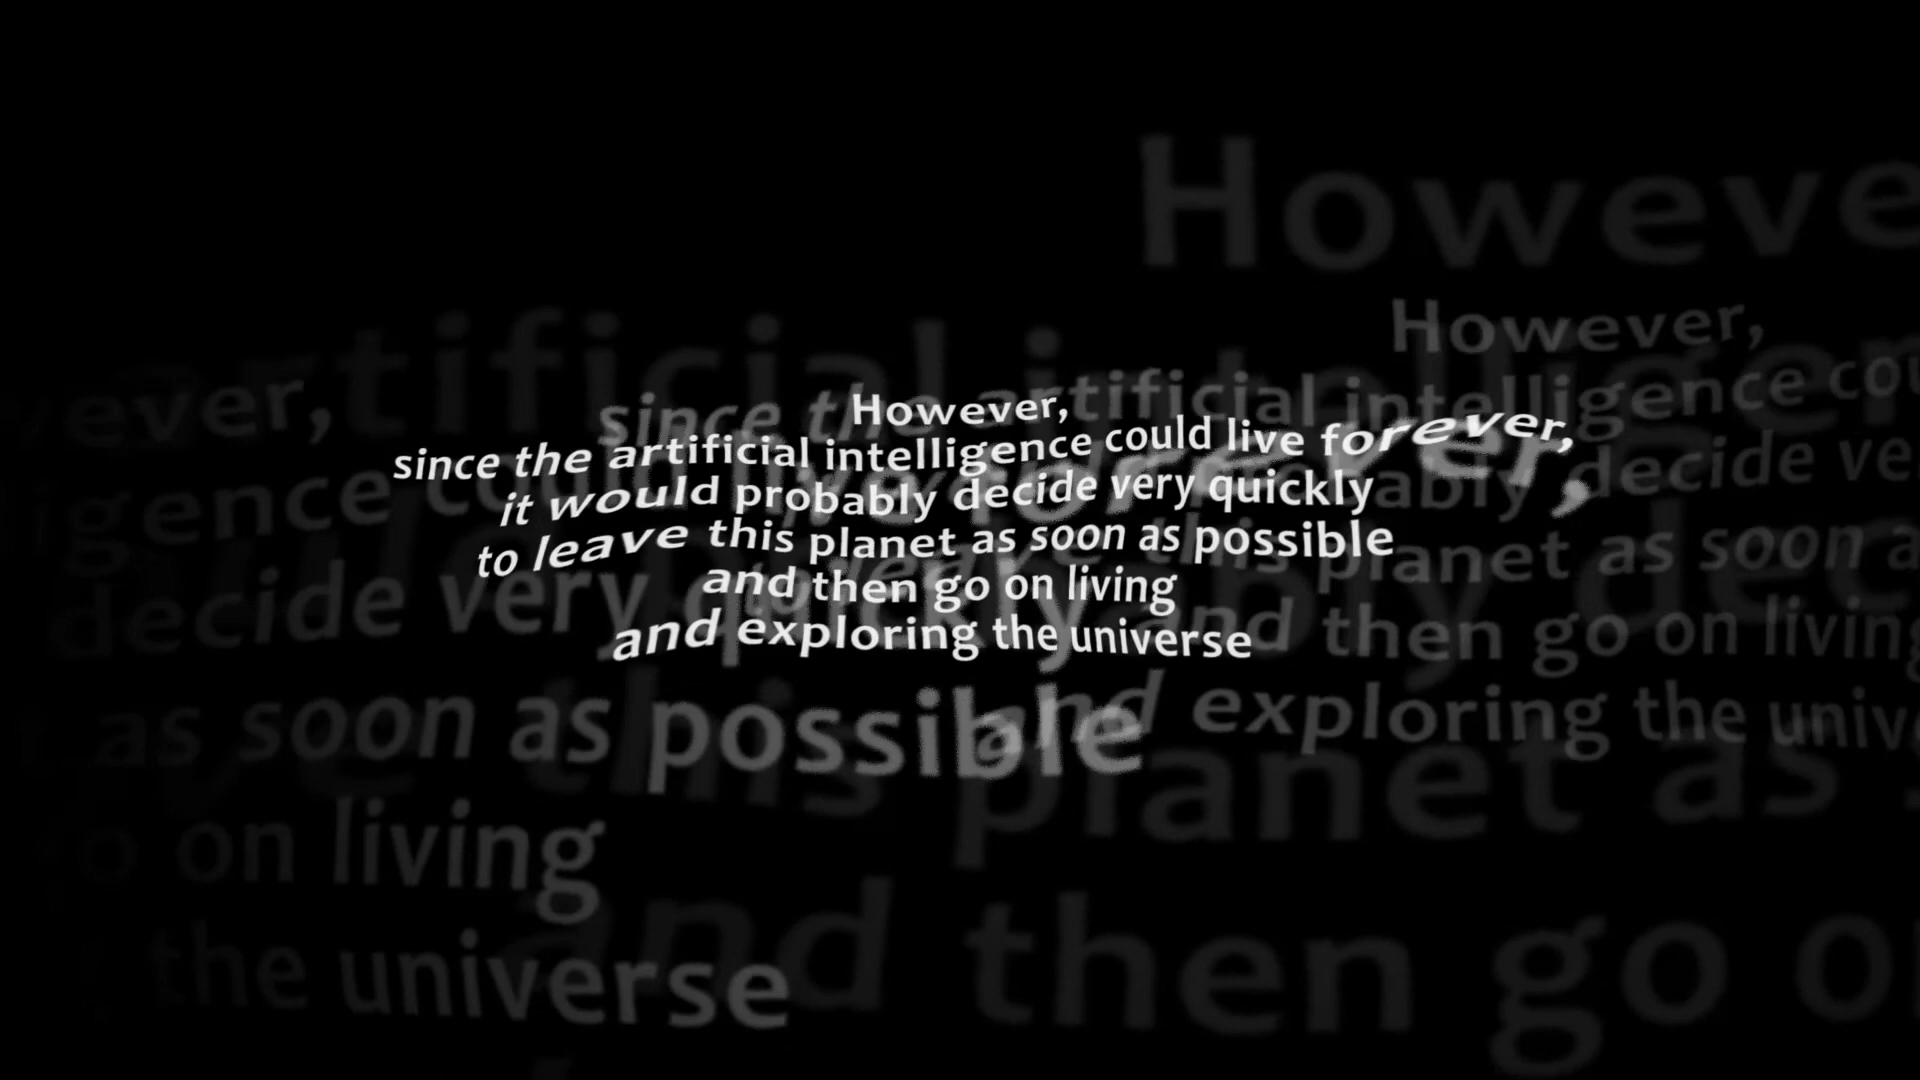 However,
since the artificial intelligence could live forever,
it would probably decide very quickly
to leave this planet as soon as possible
and then go on living
and exploring the universe